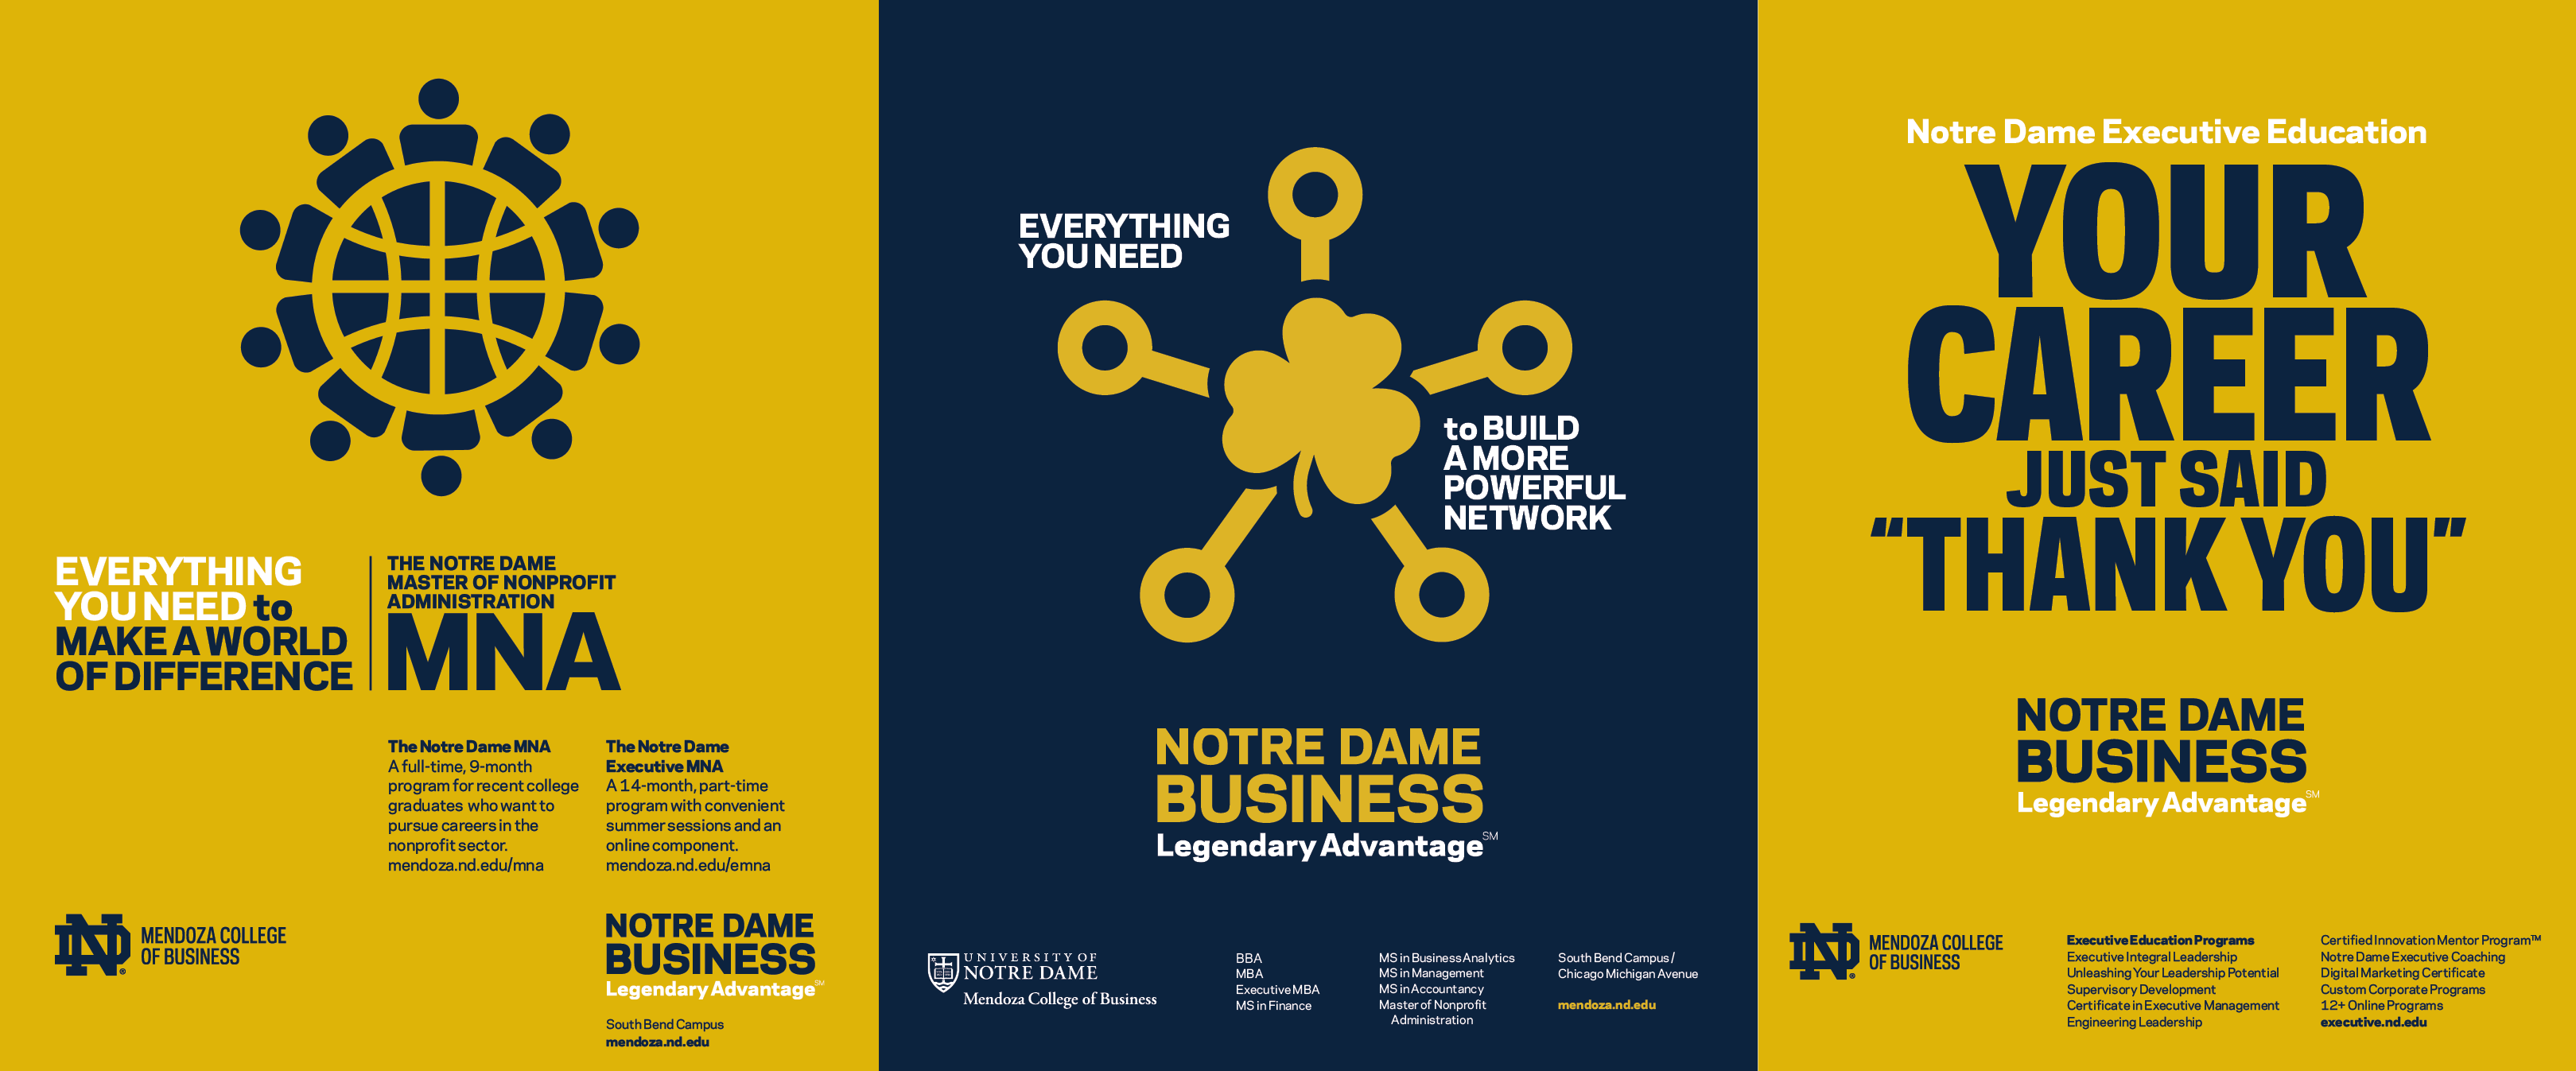 EVERYTHING
YOU NEED to
MAKE A WORLD
OF DIFFERENCE
THE NOTRE DAME
MASTER OF NONPROFIT
ADMINISTRATION
MNA
The Notre Dame MNA
A full-time, 9-month
program for recent college
graduates who want to
pursue careers in the
nonprofit sector.
mendoza.nd.edu/mna
The Notre Dame
Executive MNA
A 14-month, part-time
program with convenient
summer sessions and an
online component.
mendoza.nd.edu/emna
ND®
MENDOZA COLLEGE
OF BUSINESS
NOTRE DAME
BUSINESS
Legendary Advantage℠
South Bend Campus
mendoza.nd.edu
EVERYTHING
YOU NEED
to BUILD
A MORE
POWERFUL
NETWORK
NOTRE DAME
BUSINESS
Legendary Advantage℠
UNIVERSITY OF
NOTRE DAME
Mendoza College of Business
BBA
MBA
Executive MBA
MS in Finance
MS in Business Analytics
MS in Management
MS in Accountancy
Master of Nonprofit
Administration
South Bend Campus /
Chicago Michigan Avenue
mendoza.nd.edu
Notre Dame Executive Education
YOUR
CAREER
JUST SAID
"THANK YOU"
NOTRE DAME
BUSINESS
Legendary Advantage℠
ND®
MENDOZA COLLEGE
OF BUSINESS
Executive Education Programs
Executive Integral Leadership
Unleashing Your Leadership Potential
Supervisory Development
Certificate in Executive Management
Engineering Leadership
Certified Innovation Mentor Program™
Notre Dame Executive Coaching
Digital Marketing Certificate
Custom Corporate Programs
12+ Online Programs
executive.nd.edu